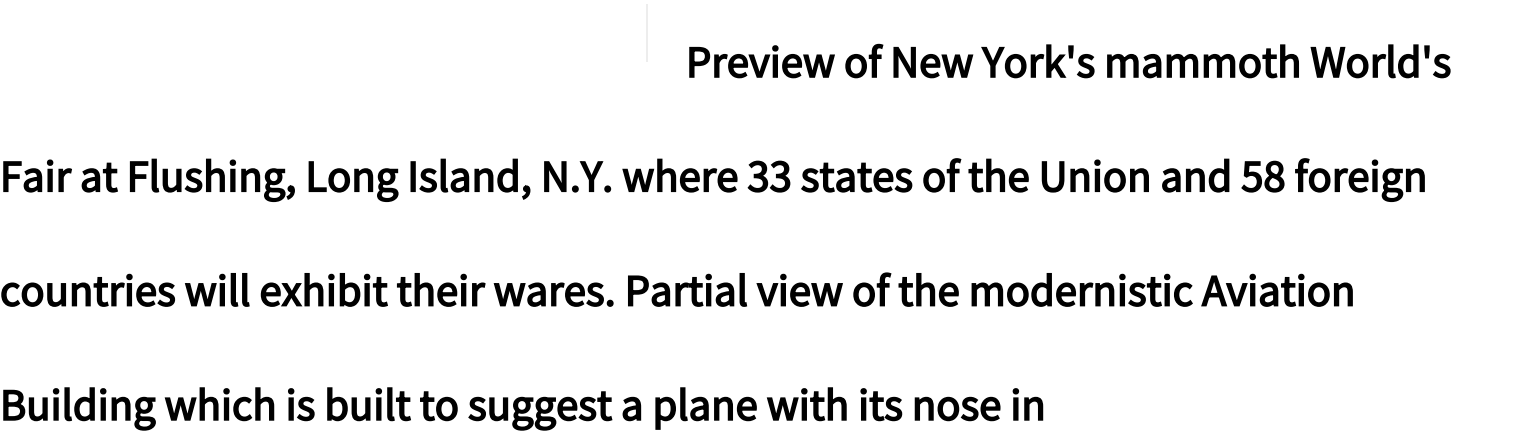 Preview of New York's mammoth World's
Fair at Flushing, Long Island, N.Y. where 33 states of the Union and 58 foreign
countries will exhibit their wares. Partial view of the modernistic Aviation
Building which is built to suggest a plane with its nose in